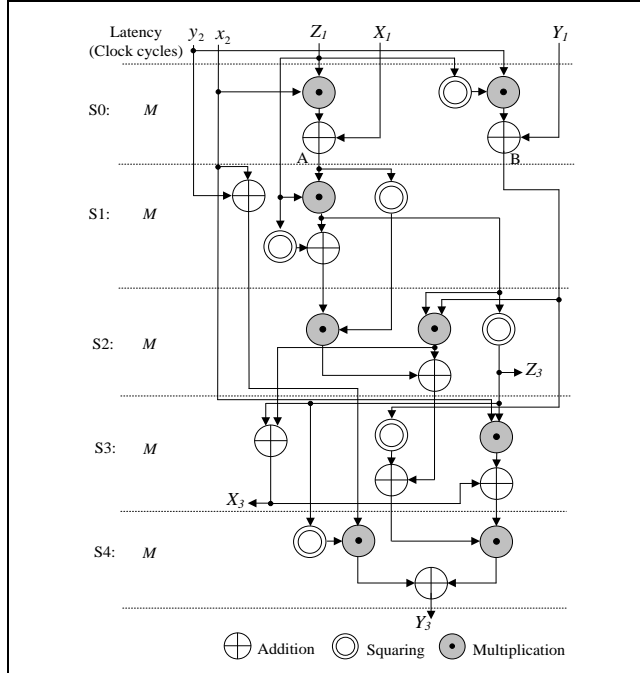 Latency
(Clock cycles)
y2 x2 Z1 X1 Y1
S0: M
A
B
S1: M
S2: M
Z3
S3: M
X3
S4: M
Y3
Addition Squaring Multiplication